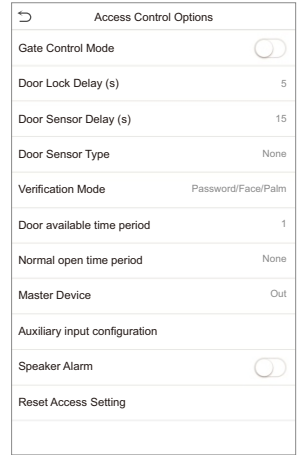 Access Control Options
Gate Control Mode
Door Lock Delay (s) 5
Door Sensor Delay (s) 15
Door Sensor Type None
Verification Mode Password/Face/Palm
Door available time period 1
Normal open time period None
Master Device Out
Auxiliary input configuration
Speaker Alarm
Reset Access Setting